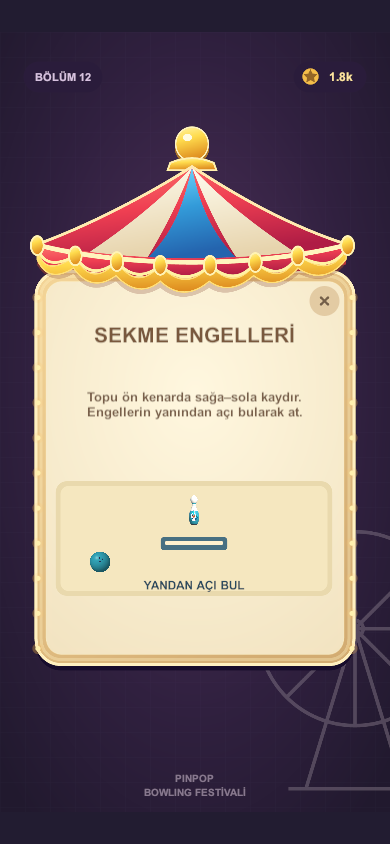 BÖLÜM 12
1.8k
SEKME ENGELLERİ
Topu ön kenarda sağa–sola kaydır.
Engellerin yanından açı bularak at.
YANDAN AÇI BUL
PINPOP
BOWLING FESTİVALİ